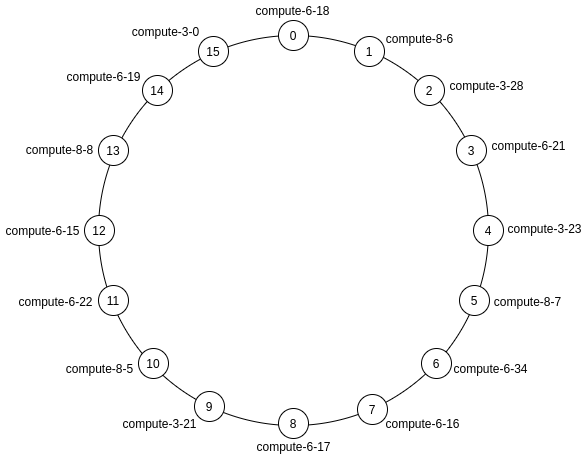 compute-6-18
0
compute-8-6
1
compute-3-28
2
compute-6-21
3
compute-3-23
4
compute-8-7
5
compute-6-34
6
compute-6-16
7
compute-6-17
8
compute-3-21
9
compute-8-5
10
compute-6-22
11
compute-6-15
12
compute-8-8
13
compute-6-19
14
compute-3-0
15